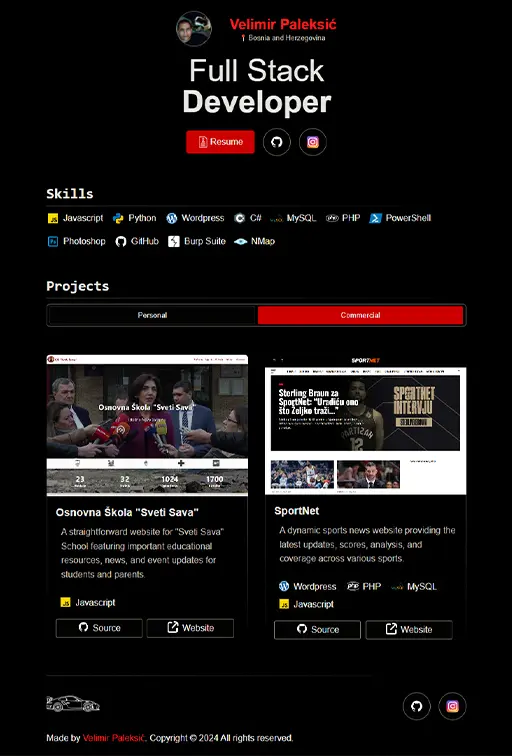 Velimir Paleksić
Bosnia and Herzegovina
Full Stack
Developer
Resume
Skills
Javascript Python Wordpress C# MySQL PHP PowerShell
Photoshop GitHub Burp Suite NMap
Projects
Personal Commercial
Osnovna Škola "Sveti Sava"
23 32 1024 1700
SPORTNET
Sterling Braun za
SportNet: "Uradiću ono
što Željko traži..."
PARTIZAN
12
SPORTNET
INTERVJU
Osnovna Škola "Sveti Sava"
A straightforward website for "Sveti Sava"
School featuring important educational
resources, news, and event updates for
students and parents.
Javascript
Source Website
SportNet
A dynamic sports news website providing the
latest updates, scores, analysis, and
coverage across various sports.
Wordpress PHP MySQL
Javascript
Source Website
Made by Velimir Paleksić. Copyright © 2024 All rights reserved.